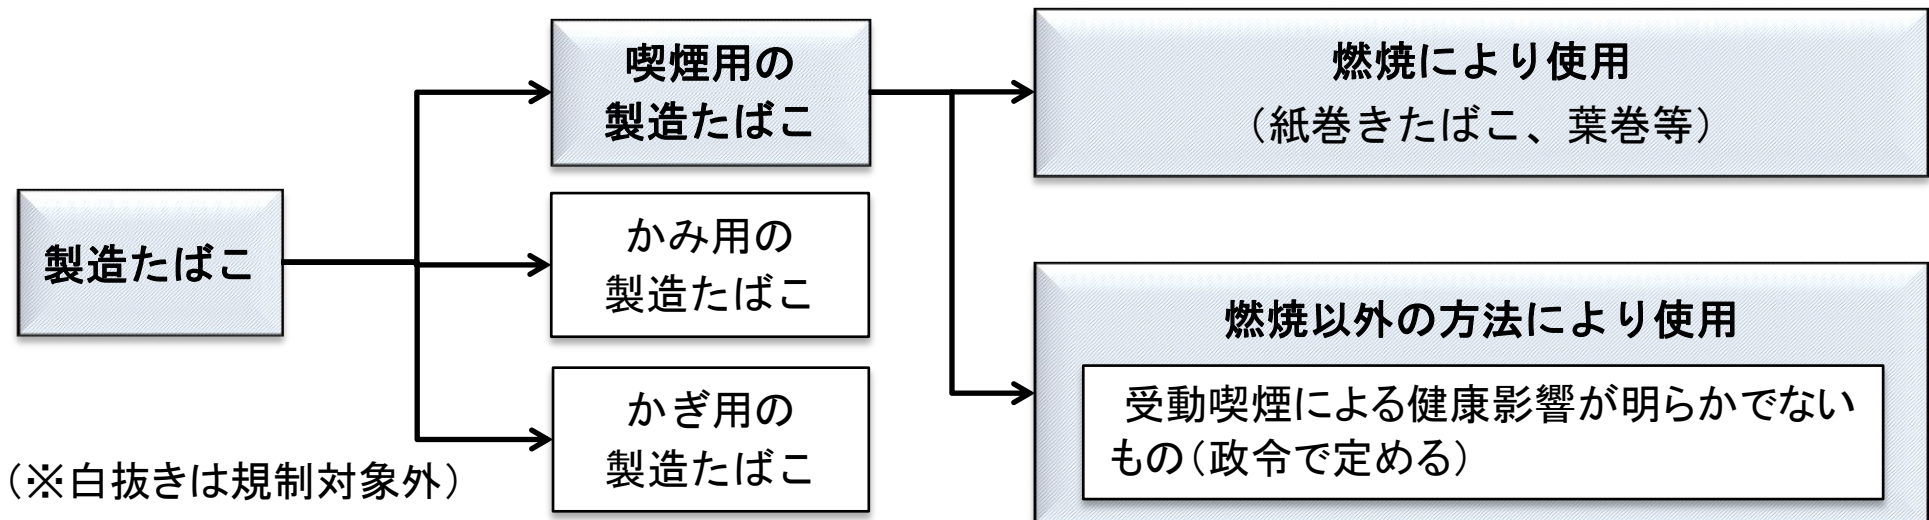 製造たばこ
喫煙用の
製造たばこ
かみ用の
製造たばこ
かぎ用の
製造たばこ
燃焼により使用
（紙巻きたばこ、葉巻等）
燃焼以外の方法により使用
受動喫煙による健康影響が明らかでない
もの（政令で定める）
（※白抜きは規制対象外）